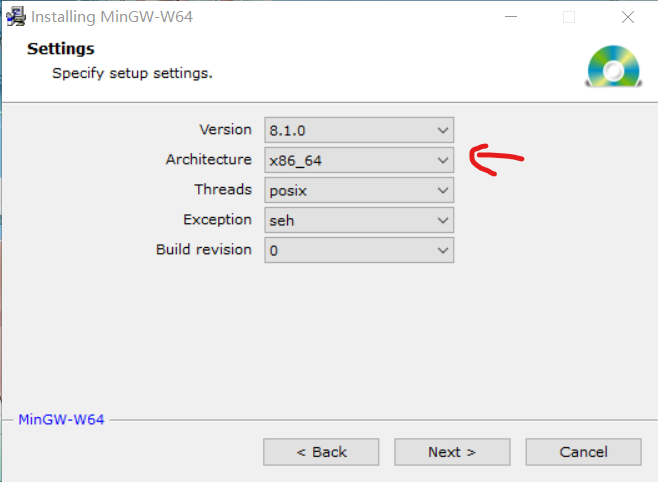 Installing MinGW-W64
Settings
Specify setup settings.
Version 8.1.0
Architecture x86_64
Threads posix
Exception seh
Build revision 0
MinGW-W64
< Back Next > Cancel